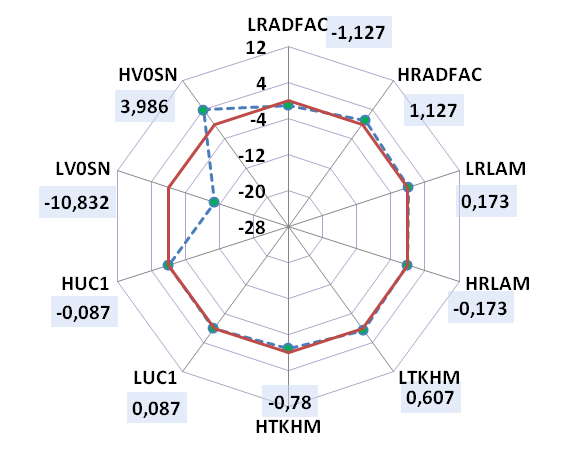 LRADFAC
-1,127
12
4
-4
-12
-20
-28
HRADFAC
1,127
LRLAM
0,173
HRLAM
-0,173
LTKHM
0,607
-0,78
HTKHM
LUC1
0,087
HUC1
-0,087
LV0SN
-10,832
HV0SN
3,986